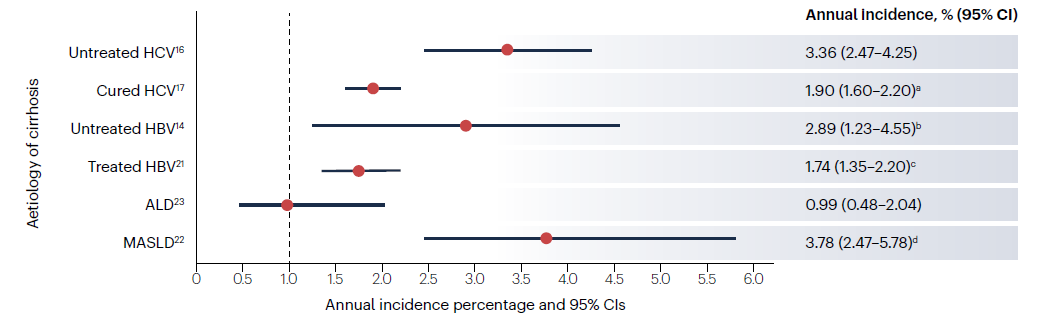 Annual incidence, % (95% CI)
Aetiology of cirrhosis
Untreated HCV¹⁶ 3.36 (2.47–4.25)
Cured HCV¹⁷ 1.90 (1.60–2.20)ᵃ
Untreated HBV¹⁴ 2.89 (1.23–4.55)ᵇ
Treated HBV²¹ 1.74 (1.35–2.20)ᶜ
ALD²³ 0.99 (0.48–2.04)
MASLD²² 3.78 (2.47–5.78)ᵈ
0 0.5 1.0 1.5 2.0 2.5 3.0 3.5 4.0 4.5 5.0 5.5 6.0
Annual incidence percentage and 95% CIs